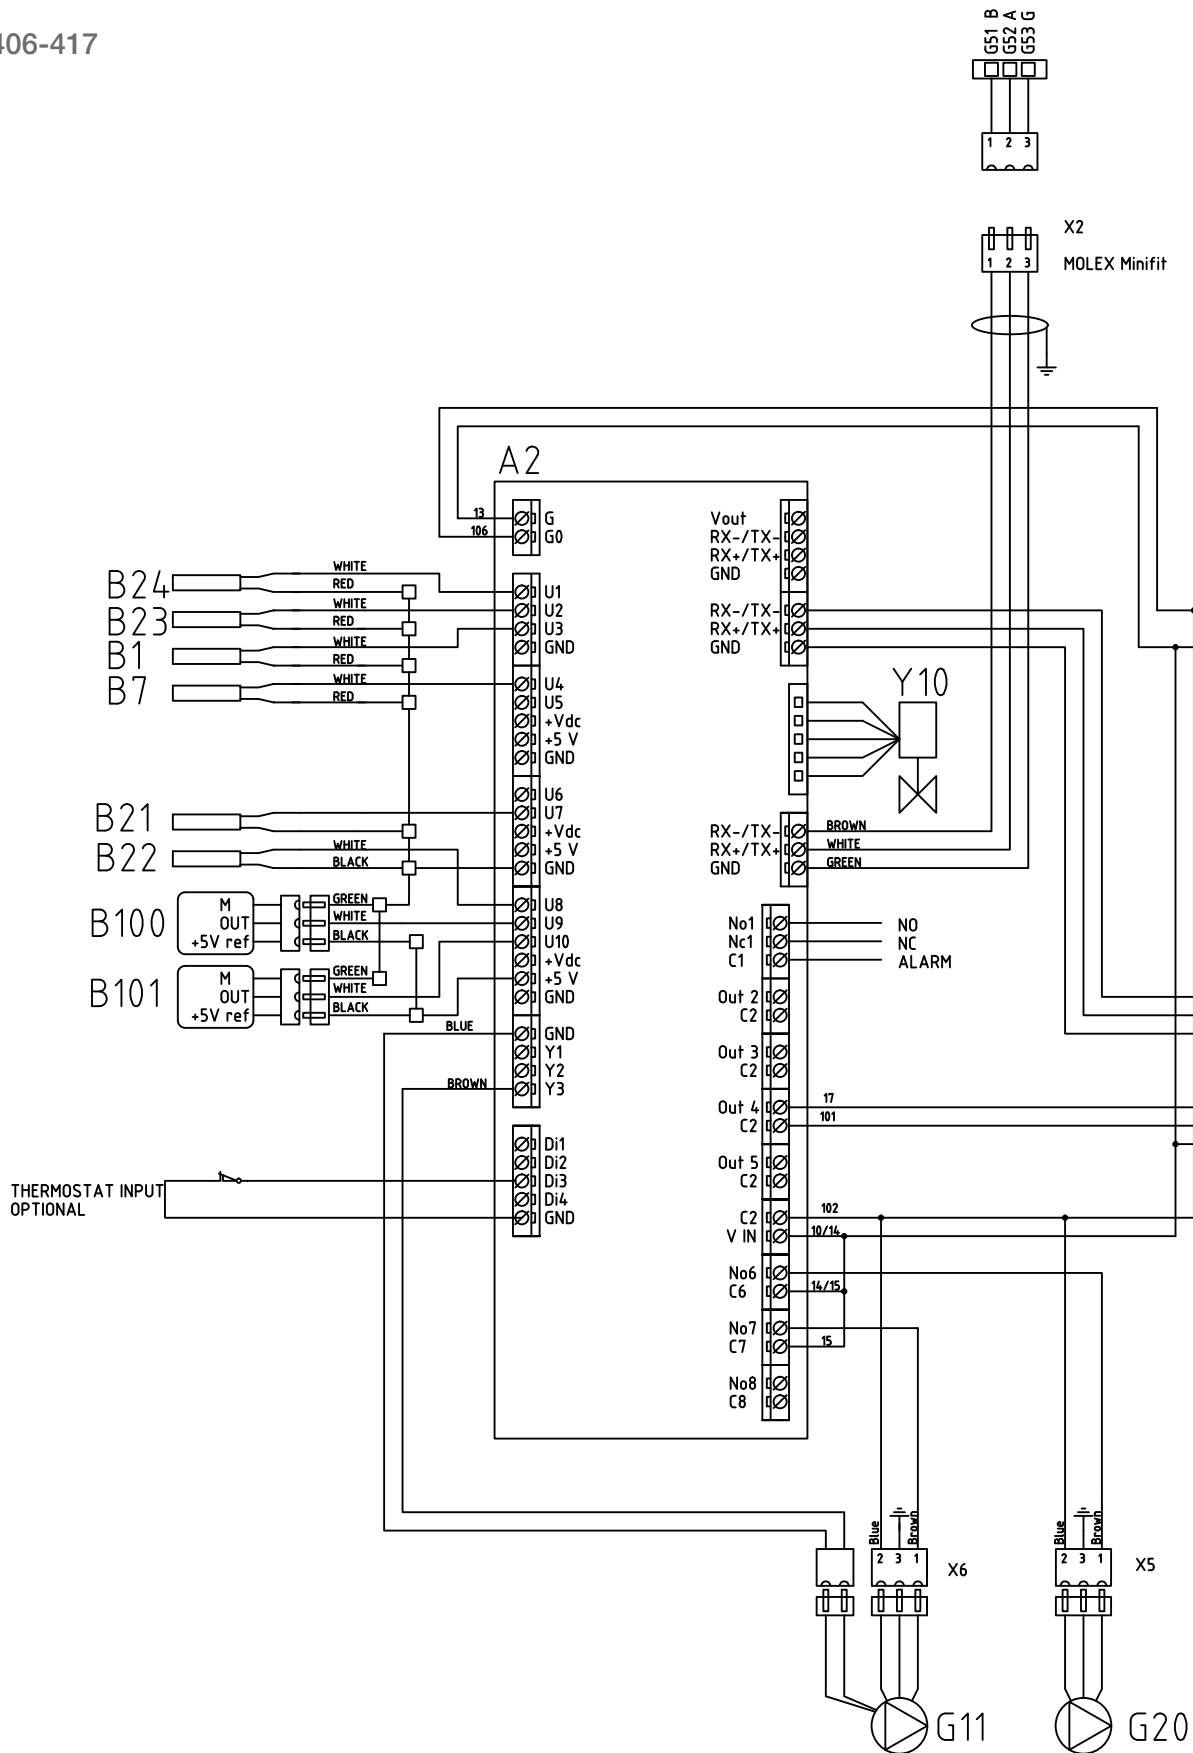 406-417
G51 B
G52 A
G53 G
1 2 3
X2
1 2 3
MOLEX Minifit
A2
13 G
106 G0
Vout
RX-/TX-
RX+/TX+
GND
B24 WHITE
RED U1
B23 WHITE U2
RED U3
B1 WHITE GND
RED
B7 WHITE U4
RED U5
+Vdc
+5 V
GND
RX-/TX-
RX+/TX+
GND
Y10
U6
B21 U7
+Vdc
B22 WHITE +5 V
BLACK GND
RX-/TX- BROWN
RX+/TX+ WHITE
GND GREEN
B100
M GREEN U8
OUT WHITE U9
+5V ref BLACK U10
+Vdc
B101
M GREEN +5 V
OUT WHITE GND
+5V ref BLACK
BLUE GND
Y1
Y2
BROWN Y3
No1 NO
Nc1 NC
C1 ALARM
Out 2
C2
Out 3
C2
Out 4 17
C2 101
Out 5
C2
C2 102
V IN 10/14
No6
C6 14/15
No7
C7 15
No8
C8
Di1
Di2
Di3
Di4
GND
THERMOSTAT INPUT
OPTIONAL
Blue Brown
2 3 1
X6
Blue Brown
2 3 1
X5
G11
G20